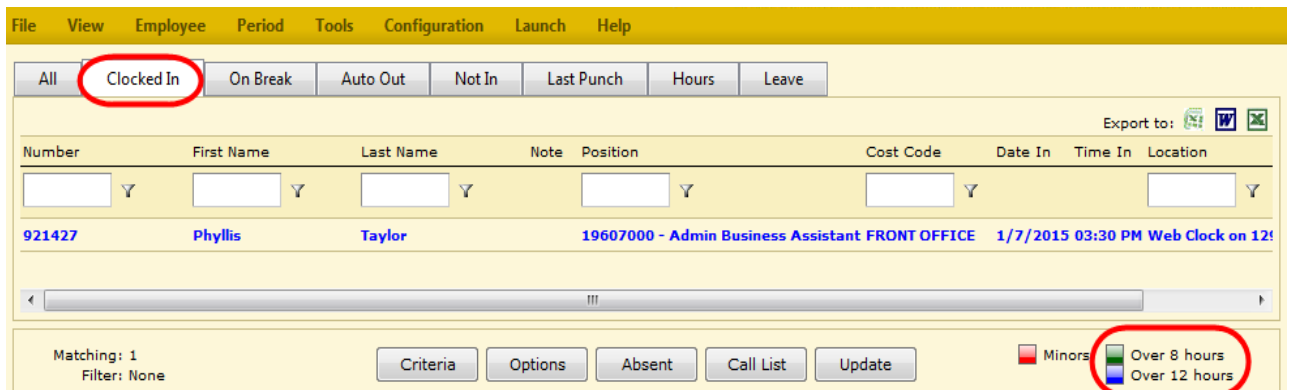 File View Employee Period Tools Configuration Launch Help
All Clocked In On Break Auto Out Not In Last Punch Hours Leave
Export to:
Number First Name Last Name Note Position Cost Code Date In Time In Location
921427 Phyllis Taylor 19607000 - Admin Business Assistant FRONT OFFICE 1/7/2015 03:30 PM Web Clock on 129
Matching: 1 Criteria Options Absent Call List Update Minors Over 8 hours
Filter: None Over 12 hours